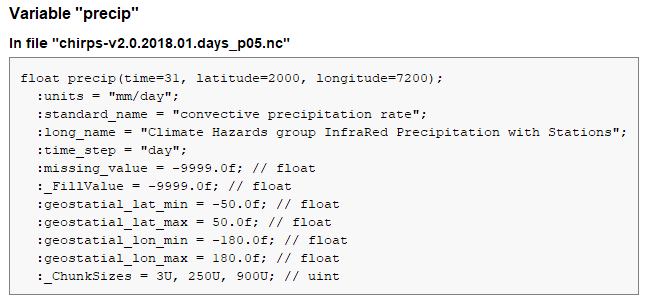 Variable "precip"
In file "chirps-v2.0.2018.01.days_p05.nc"
float precip(time=31, latitude=2000, longitude=7200);
:units = "mm/day";
:standard_name = "convective precipitation rate";
:long_name = "Climate Hazards group InfraRed Precipitation with Stations";
:time_step = "day";
:missing_value = -9999.0f; // float
:_FillValue = -9999.0f; // float
:geostatial_lat_min = -50.0f; // float
:geostatial_lat_max = 50.0f; // float
:geostatial_lon_min = -180.0f; // float
:geostatial_lon_max = 180.0f; // float
:_ChunkSizes = 3U, 250U, 900U; // uint